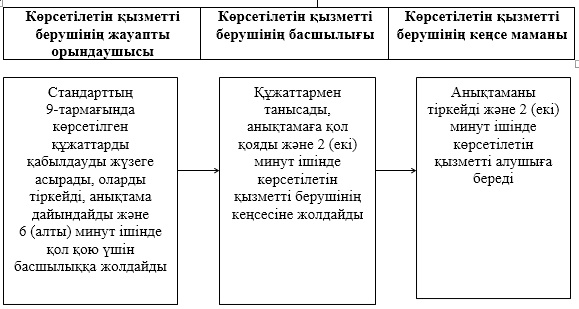 Көрсетілетін қызметті
берушінің жауапты
орындаушысы
Көрсетілетін қызметті
берушінің басшылығы
Көрсетілетін қызметті
берушінің кеңсе маманы
Стандарттың
9-тармағында
көрсетілген
құжаттарды
қабылдауды жүзеге
асырады, оларды
тіркейді, анықтама
дайындайды және
6 (алты) минут ішінде
қол қою үшін
басшылыққа жолдайды
Құжаттармен
танысады,
анықтамаға қол
қояды және 2 (екі)
минут ішінде
көрсетілетін
қызметті берушінің
кеңсесіне жолдайды
Анықтаманы
тіркейді және 2 (екі)
минут ішінде
көрсетілетін
қызметті алушыға
береді